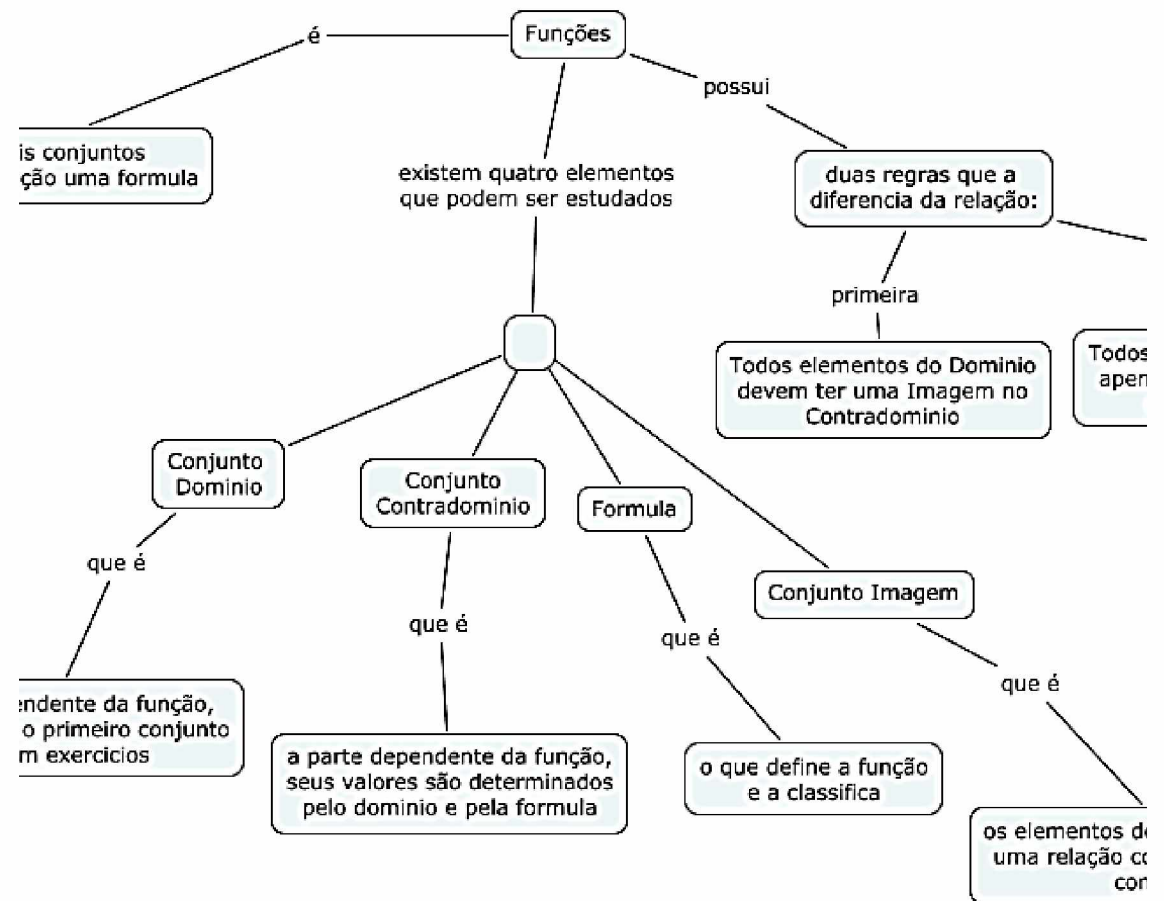 Funções
é
possui
is conjuntos
ção uma formula
existem quatro elementos
que podem ser estudados
duas regras que a
diferencia da relação:
primeira
Todos elementos do Dominio
devem ter uma Imagem no
Contradominio
Todos
apen
Conjunto
Dominio
Conjunto
Contradominio
Formula
Conjunto Imagem
que é
que é
que é
que é
endente da função,
o primeiro conjunto
m exercicios
a parte dependente da função,
seus valores são determinados
pelo dominio e pela formula
o que define a função
e a classifica
os elementos d
uma relação co
con